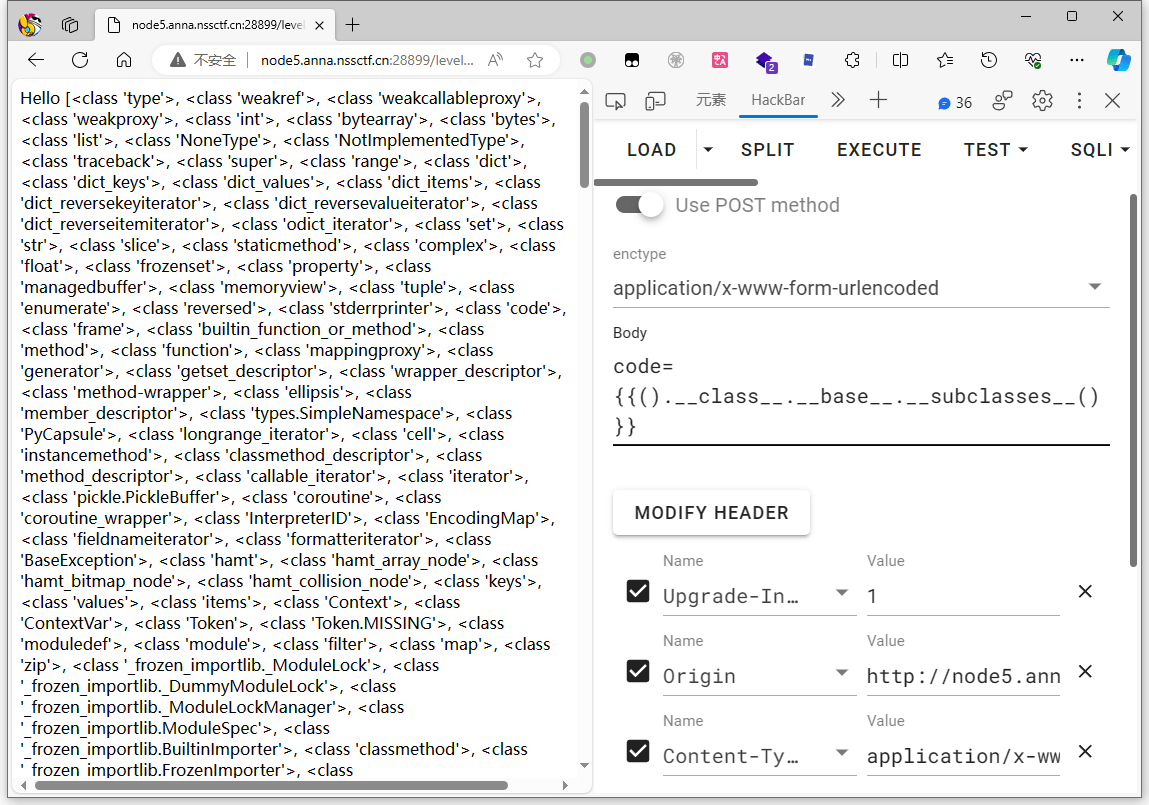 node5.anna.nssctf.cn:28899/level
不安全
node5.anna.nssctf.cn:28899/level...
2
Hello [<class 'type'>, <class 'weakref'>, <class 'weakcallableproxy'>,
<class 'weakproxy'>, <class 'int'>, <class 'bytearray'>, <class 'bytes'>,
<class 'list'>, <class 'NoneType'>, <class 'NotImplementedType'>,
<class 'traceback'>, <class 'super'>, <class 'range'>, <class 'dict'>,
<class 'dict_keys'>, <class 'dict_values'>, <class 'dict_items'>, <class
'dict_reversekeyiterator'>, <class 'dict_reversevalueiterator'>, <class
'dict_reverseitemiterator'>, <class 'odict_iterator'>, <class 'set'>, <class
'str'>, <class 'slice'>, <class 'staticmethod'>, <class 'complex'>, <class
'float'>, <class 'frozenset'>, <class 'property'>, <class
'managedbuffer'>, <class 'memoryview'>, <class 'tuple'>, <class
'enumerate'>, <class 'reversed'>, <class 'stderrprinter'>, <class 'code'>,
<class 'frame'>, <class 'builtin_function_or_method'>, <class
'method'>, <class 'function'>, <class 'mappingproxy'>, <class
'generator'>, <class 'getset_descriptor'>, <class 'wrapper_descriptor'>,
<class 'method-wrapper'>, <class 'ellipsis'>, <class
'member_descriptor'>, <class 'types.SimpleNamespace'>, <class
'PyCapsule'>, <class 'longrange_iterator'>, <class 'cell'>, <class
'instancemethod'>, <class 'classmethod_descriptor'>, <class
'method_descriptor'>, <class 'callable_iterator'>, <class 'iterator'>,
<class 'pickle.PickleBuffer'>, <class 'coroutine'>, <class
'coroutine_wrapper'>, <class 'InterpreterID'>, <class 'EncodingMap'>,
<class 'fieldnameiterator'>, <class 'formatteriterator'>, <class
'BaseException'>, <class 'hamt'>, <class 'hamt_array_node'>, <class
'hamt_bitmap_node'>, <class 'hamt_collision_node'>, <class 'keys'>,
<class 'values'>, <class 'items'>, <class 'Context'>, <class
'ContextVar'>, <class 'Token'>, <class 'Token.MISSING'>, <class
'moduledef'>, <class 'module'>, <class 'filter'>, <class 'map'>, <class
'zip'>, <class '_frozen_importlib._ModuleLock'>, <class
'_frozen_importlib._DummyModuleLock'>, <class
'_frozen_importlib._ModuleLockManager'>, <class
'_frozen_importlib.ModuleSpec'>, <class
'_frozen_importlib.BuiltinImporter'>, <class 'classmethod'>, <class
'_frozen_importlib.FrozenImporter'>, <class
元素
HackBar
36
LOAD
SPLIT
EXECUTE
TEST
SQLI
Use POST method
enctype
application/x-www-form-urlencoded
Body
code=
{{().__class__.__base__.__subclasses__()
}}
MODIFY HEADER
Name
Value
Upgrade-In...
1
Name
Value
Origin
http://node5.ann
Name
Value
Content-Ty...
application/x-ww